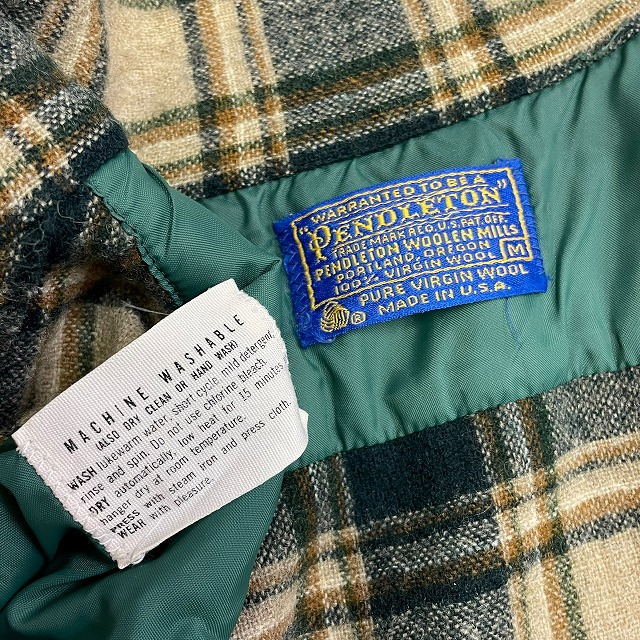 "WARRANTED TO BE A
PENDLETON"
TRADE MARK REG. U.S. PAT. OFF.
PENDLETON WOOLEN MILLS
PORTLAND, OREGON
100% VIRGIN WOOL
M
PURE VIRGIN WOOL
®
MADE IN U.S.A.
MACHINE WASHABLE
(ALSO DRY CLEAN OR HAND WASH)
WASH lukewarm water, short cycle, mild detergent,
rinse and spin. Do not use chlorine bleach.
DRY automatically, low heat for 15 minutes,
hanger dry at room temperature.
PRESS with steam iron and press cloth.
WEAR with pleasure.